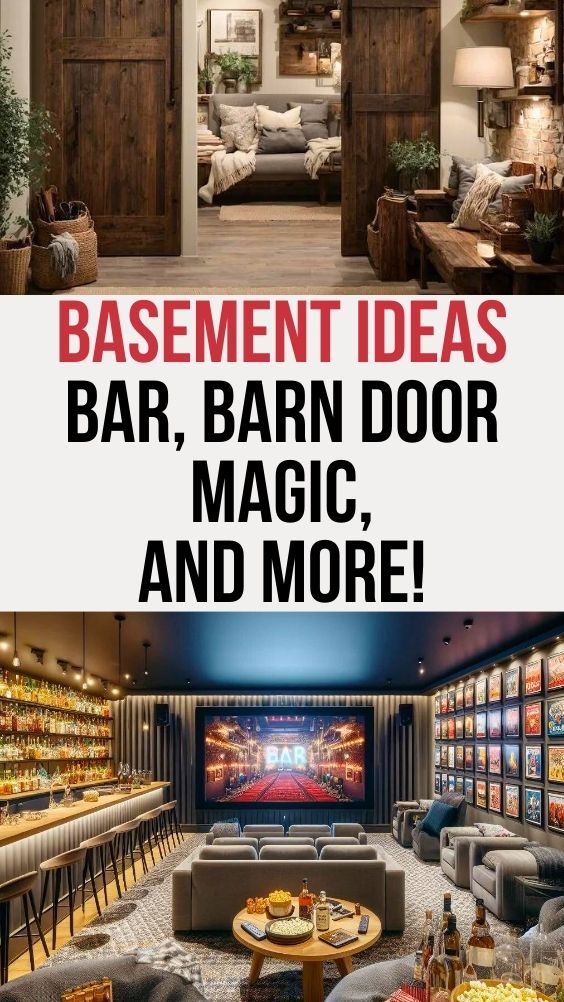 BASEMENT IDEAS
BAR, BARN DOOR
MAGIC,
AND MORE!
BAR